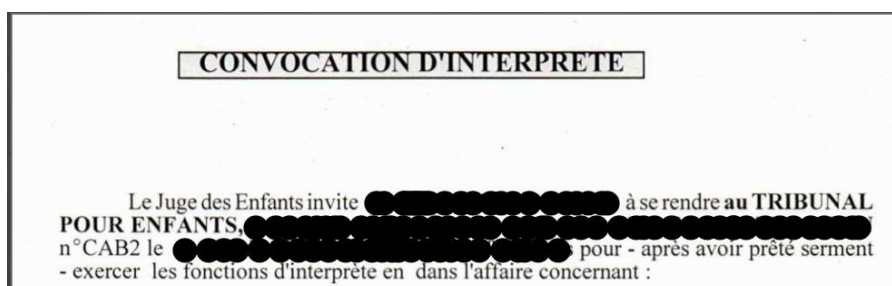 CONVOCATION D'INTERPRETE
Le Juge des Enfants invite à se rendre au TRIBUNAL
POUR ENFANTS,
n°CAB2 le pour - après avoir prêté serment
- exercer les fonctions d'interprète en dans l'affaire concernant :